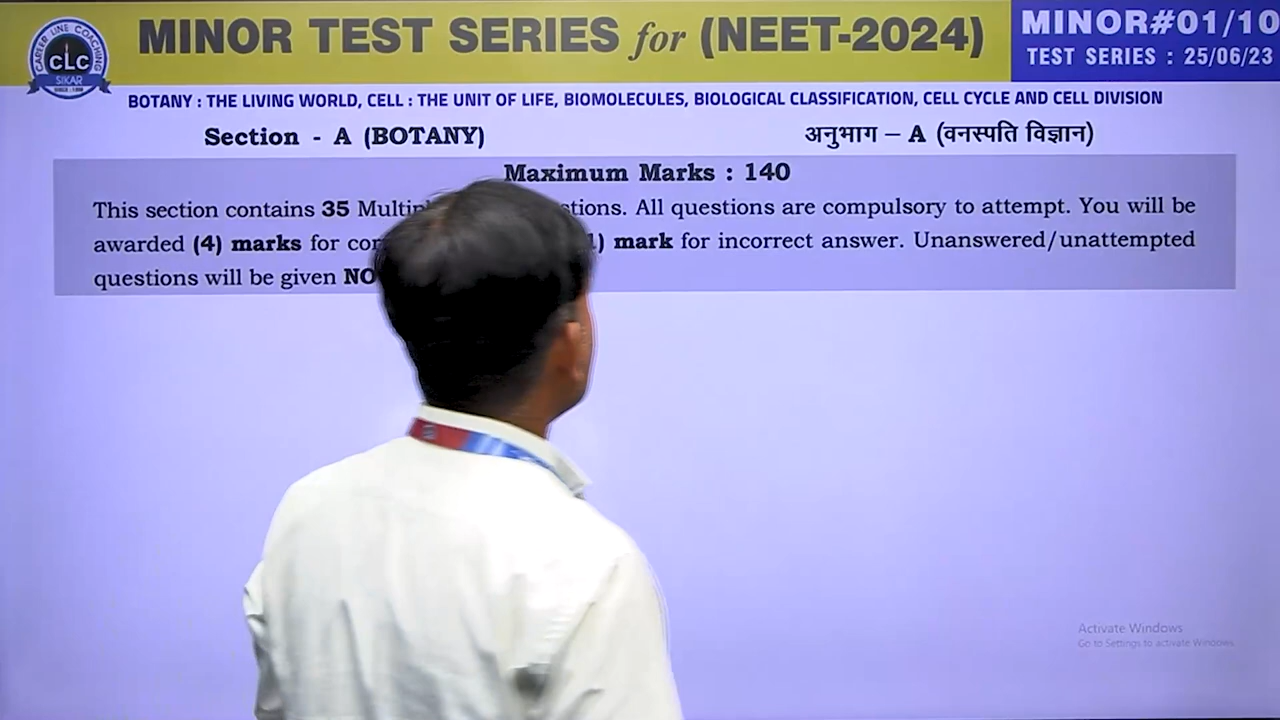 MINOR TEST SERIES for (NEET-2024)
MINOR#01/10
TEST SERIES : 25/06/23
CAREER LINE COACHING
CLC
SIKAR
BOTANY : THE LIVING WORLD, CELL : THE UNIT OF LIFE, BIOMOLECULES, BIOLOGICAL CLASSIFICATION, CELL CYCLE AND CELL DIVISION
Section - A (BOTANY)
अनुभाग – A (वनस्पति विज्ञान)
Maximum Marks : 140
This section contains 35 tions. All questions are compulsory to attempt. You will be
awarded (4) marks for mark for incorrect answer. Unanswered/unattempted
questions will be given
Activate Windows
Go to Settings to activate Windows.